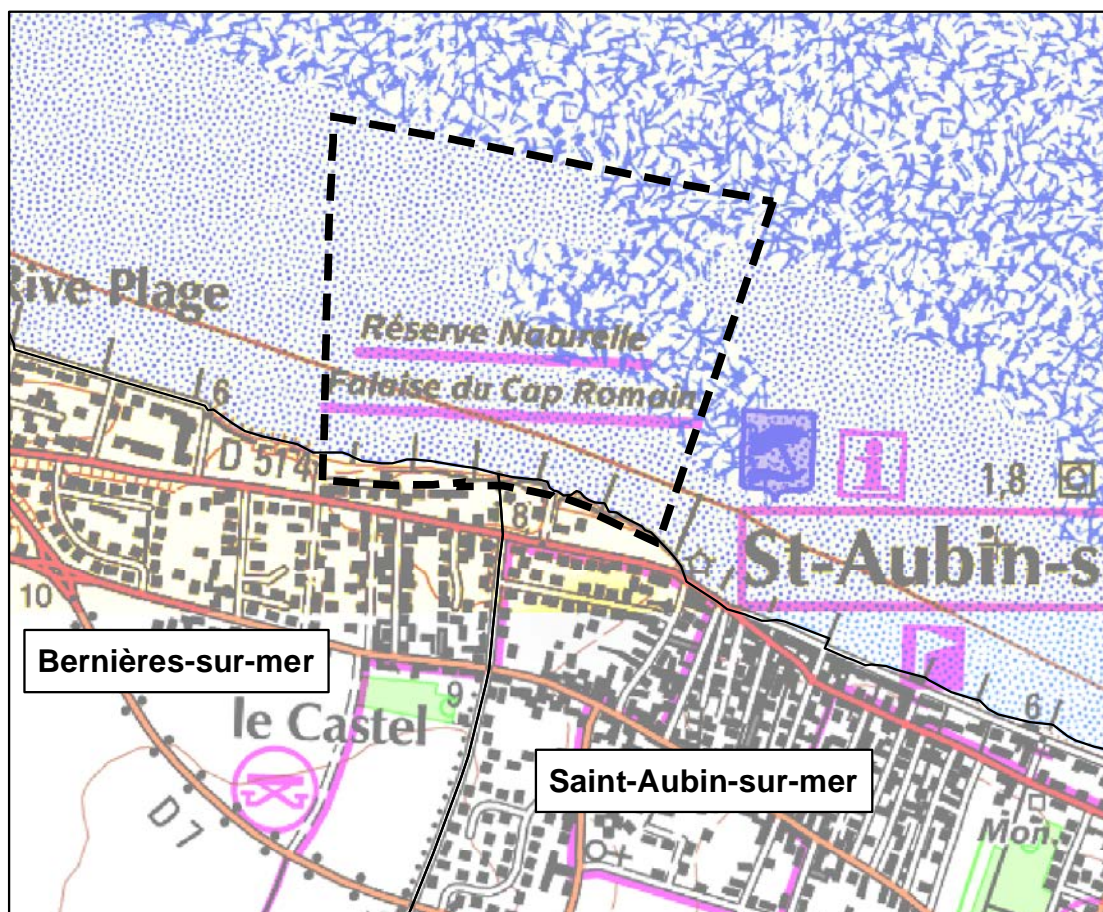 Rive Plage
Réserve Naturelle
Falaise du Cap Romain
6
D 514
8
1,8
St-Aubin-s
10
Bernières-sur-mer
9
le Castel
6
Saint-Aubin-sur-mer
D 7
Mon.